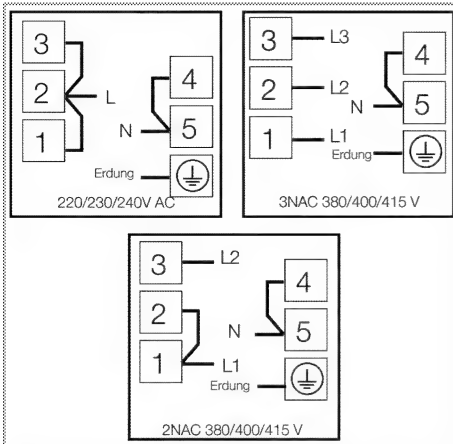 3
4
2
L
N
5
1
Erdung
220/230/240V AC
3
L3
4
2
L2
N
5
1
L1
Erdung
3NAC 380/400/415 V
3
L2
4
2
N
5
1
L1
Erdung
2NAC 380/400/415 V